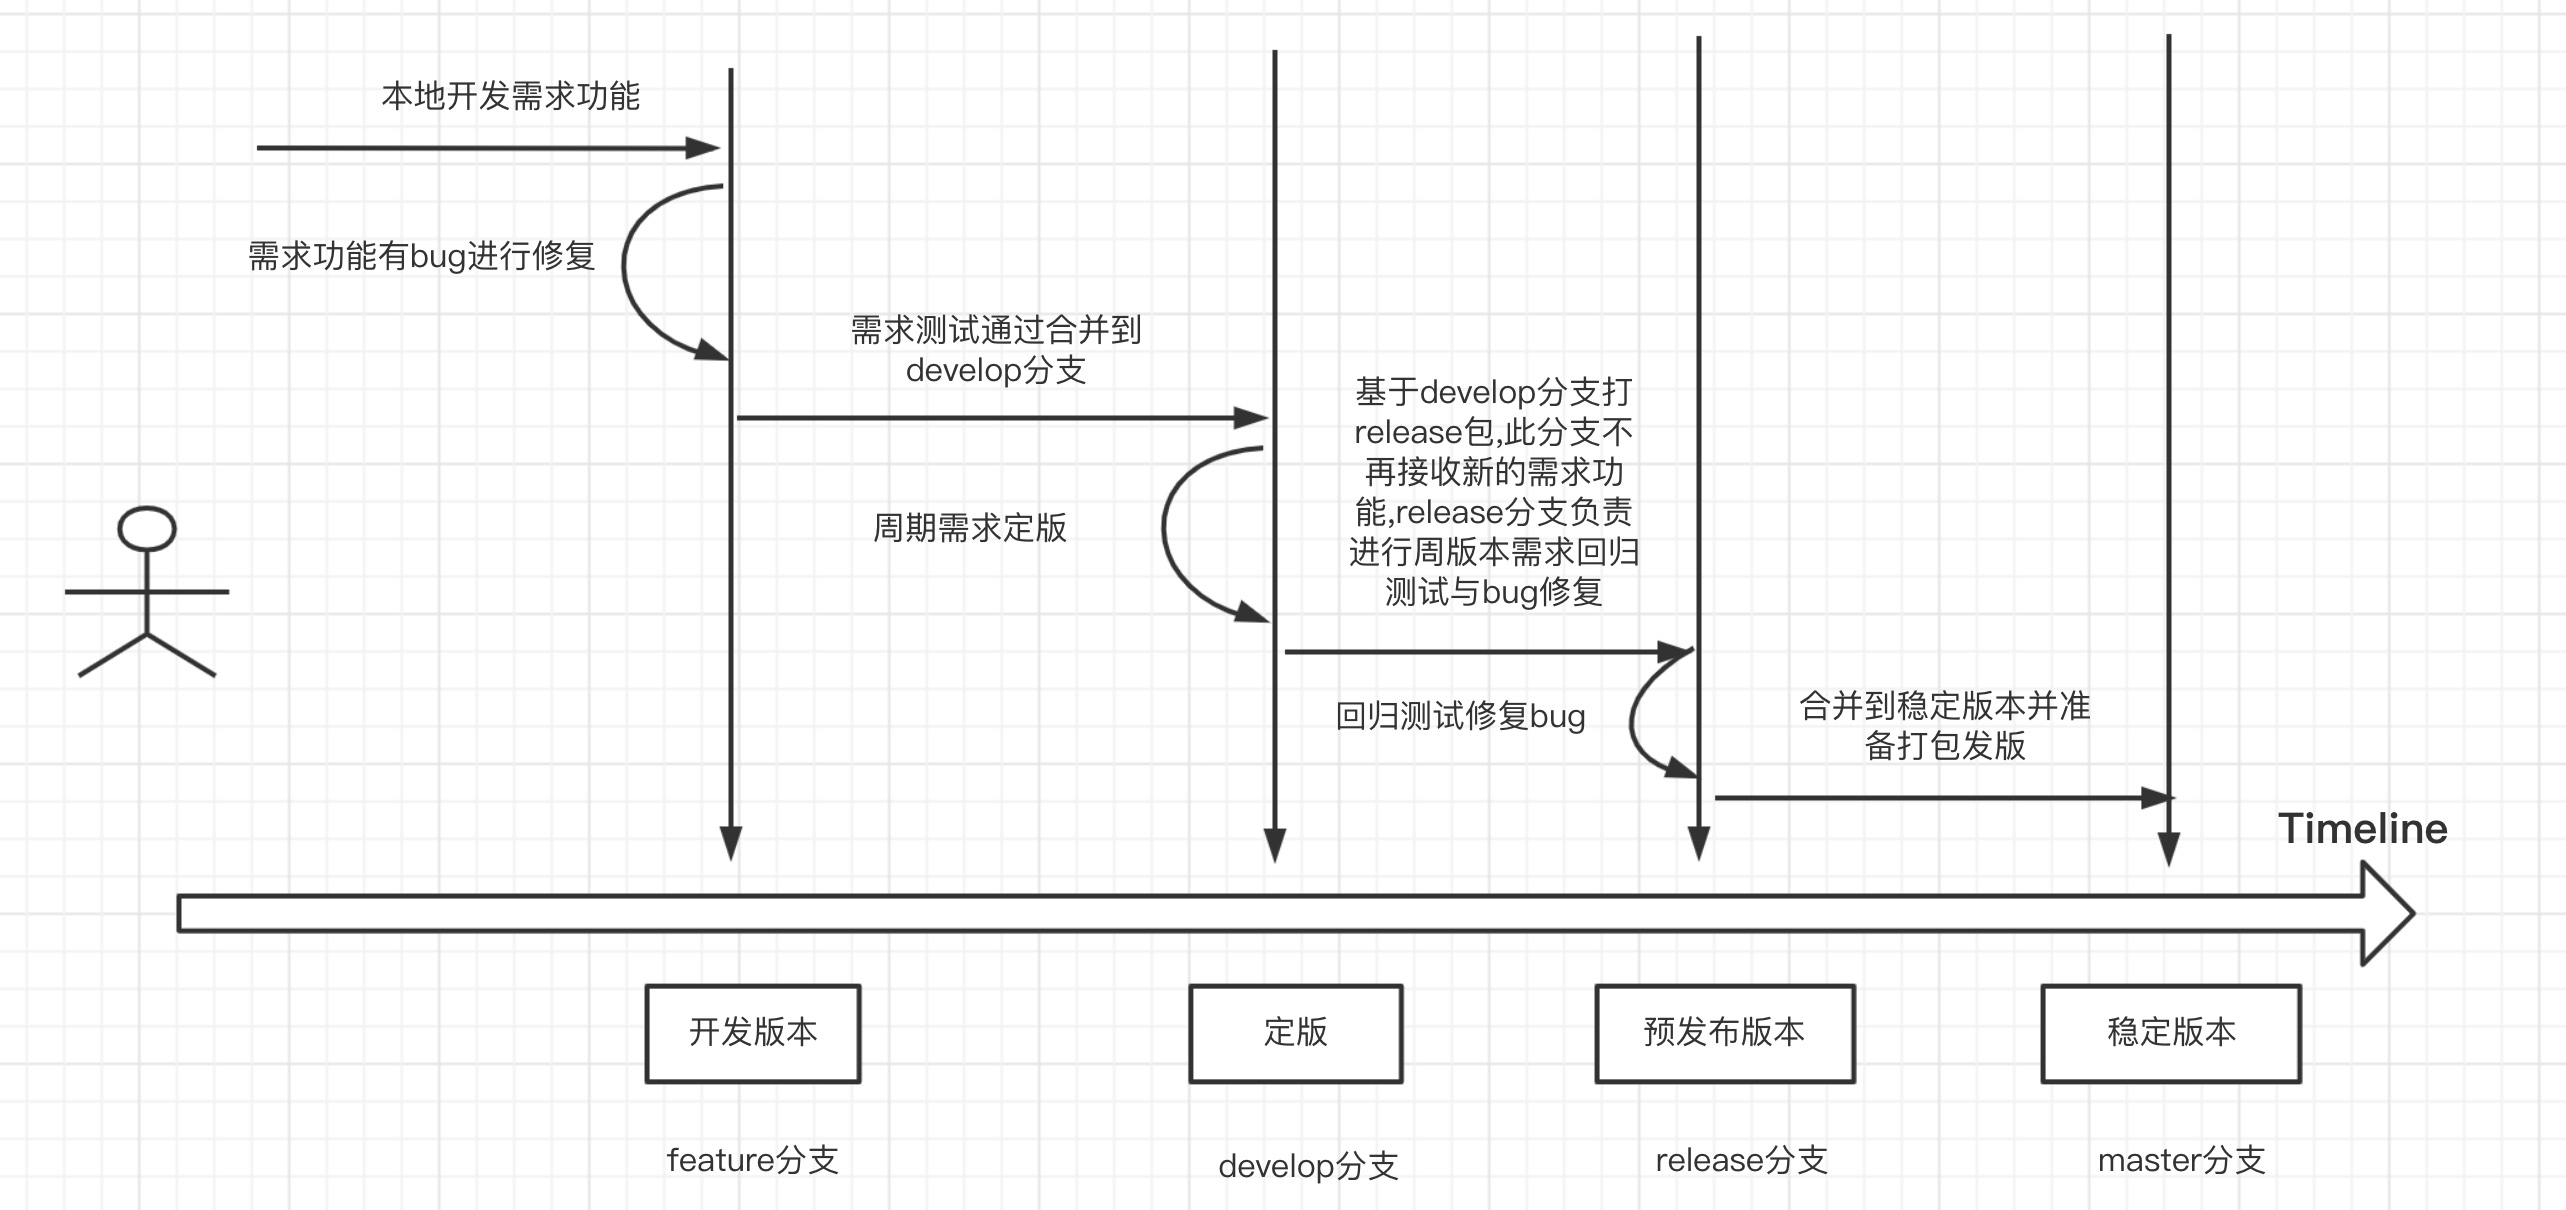 本地开发需求功能
需求功能有bug进行修复
需求测试通过合并到
develop分支
基于develop分支打
release包,此分支不
再接收新的需求功
能,release分支负责
进行周版本需求回归
测试与bug修复
周期需求定版
回归测试修复bug
合并到稳定版本并准
备打包发版
Timeline
开发版本
定版
预发布版本
稳定版本
feature分支
develop分支
release分支
master分支